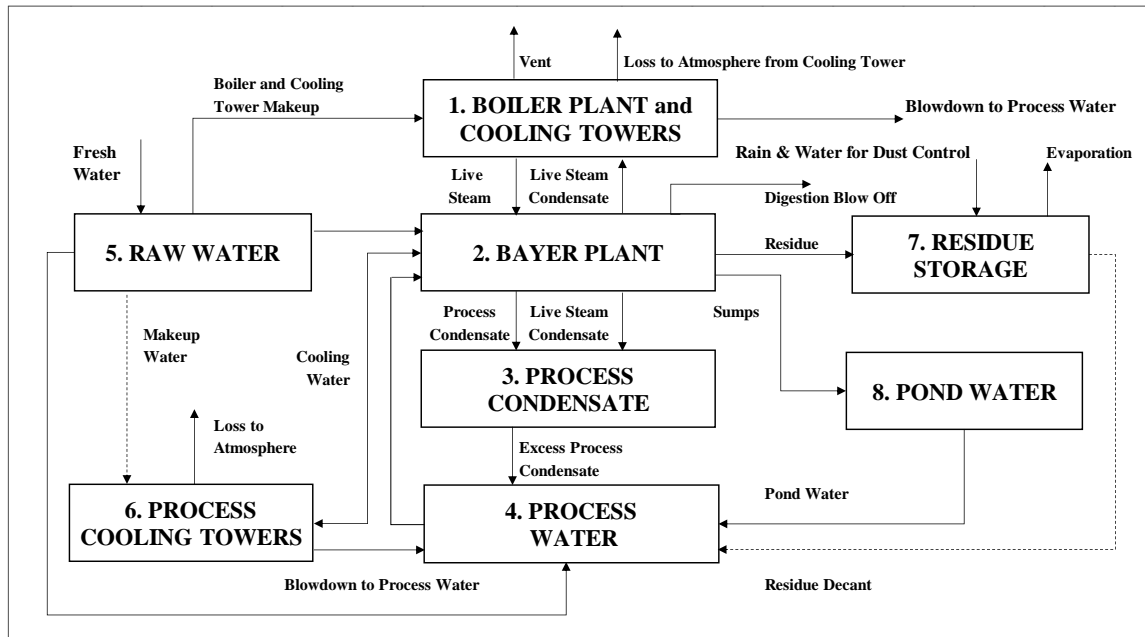 Vent
Loss to Atmosphere from Cooling Tower
Boiler and Cooling
Tower Makeup
1. BOILER PLANT and
COOLING TOWERS
Blowdown to Process Water
Fresh
Water
Rain & Water for Dust Control
Evaporation
Live
Steam
Live Steam
Condensate
Digestion Blow Off
5. RAW WATER
2. BAYER PLANT
Residue
7. RESIDUE
STORAGE
Makeup
Water
Cooling
Water
Process
Condensate
Live Steam
Condensate
Sumps
3. PROCESS
CONDENSATE
8. POND WATER
Loss to
Atmosphere
Excess Process
Condensate
6. PROCESS
COOLING TOWERS
4. PROCESS
WATER
Pond Water
Blowdown to Process Water
Residue Decant